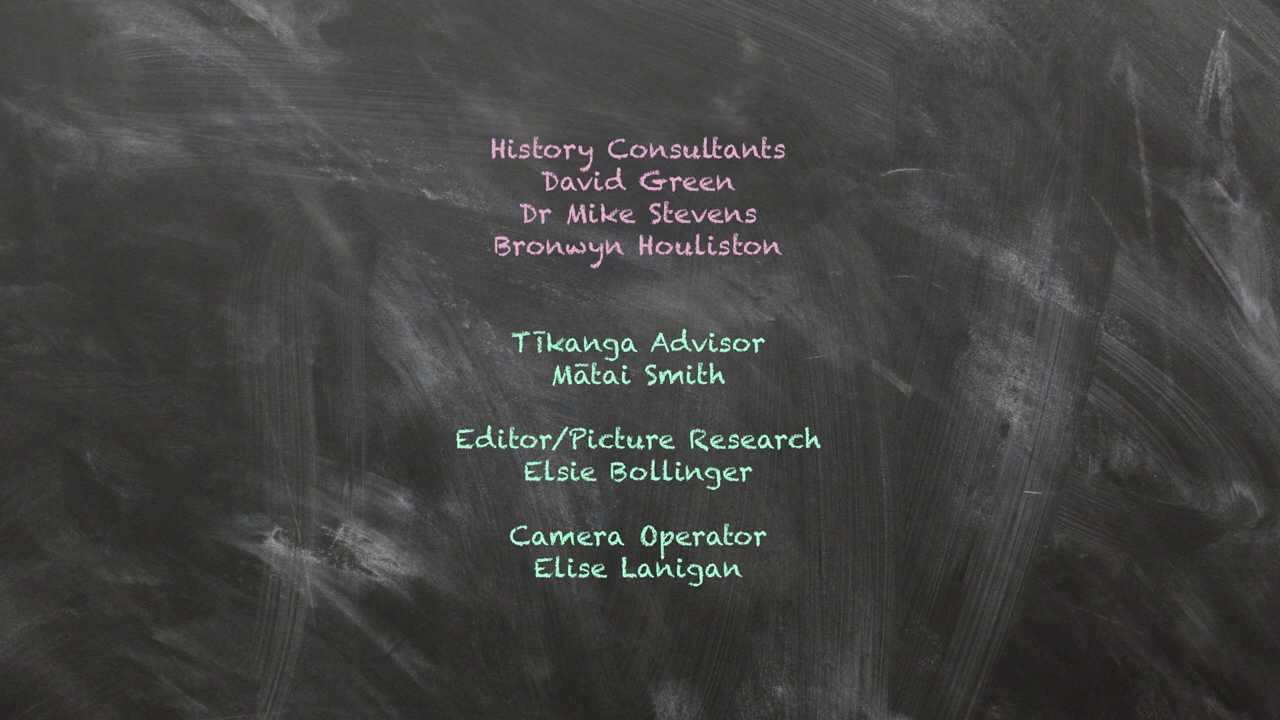 History Consultants
David Green
Dr Mike Stevens
Bronwyn Houliston
Tīkanga Advisor
Mātai Smith
Editor/Picture Research
Elsie Bollinger
Camera Operator
Elise Lanigan